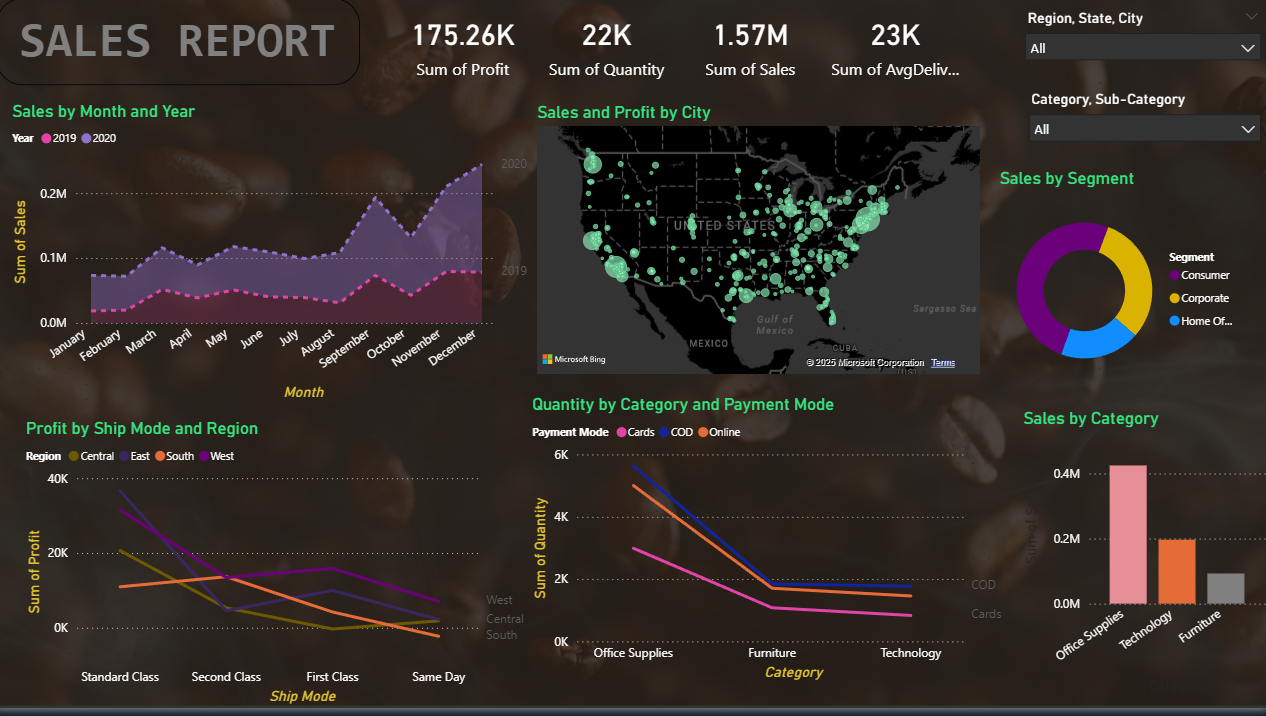 SALES REPORT
175.26K
Sum of Profit
22K
Sum of Quantity
1.57M
Sum of Sales
23K
Sum of AvgDeliv...
Region, State, City
All
Category, Sub-Category
All
Sales by Month and Year
Year 2019 2020
Sum of Sales
0.2M
0.1M
0.0M
2020
2019
January
February
March
April
May
June
July
August
September
October
November
December
Month
Sales and Profit by City
UNITED STATES
MEXICO
Gulf of
Mexico
CUBA
Sargasso Sea
Microsoft Bing
© 2025 Microsoft Corporation Terms
Sales by Segment
Segment
Consumer
Corporate
Home Of...
Profit by Ship Mode and Region
Region Central East South West
Sum of Profit
40K
20K
0K
West
Central
South
Standard Class
Second Class
First Class
Same Day
Ship Mode
Quantity by Category and Payment Mode
Payment Mode Cards COD Online
Sum of Quantity
6K
4K
2K
0K
COD
Cards
Office Supplies
Furniture
Technology
Category
Sales by Category
0.4M
0.2M
0.0M
Office Supplies
Technology
Furniture